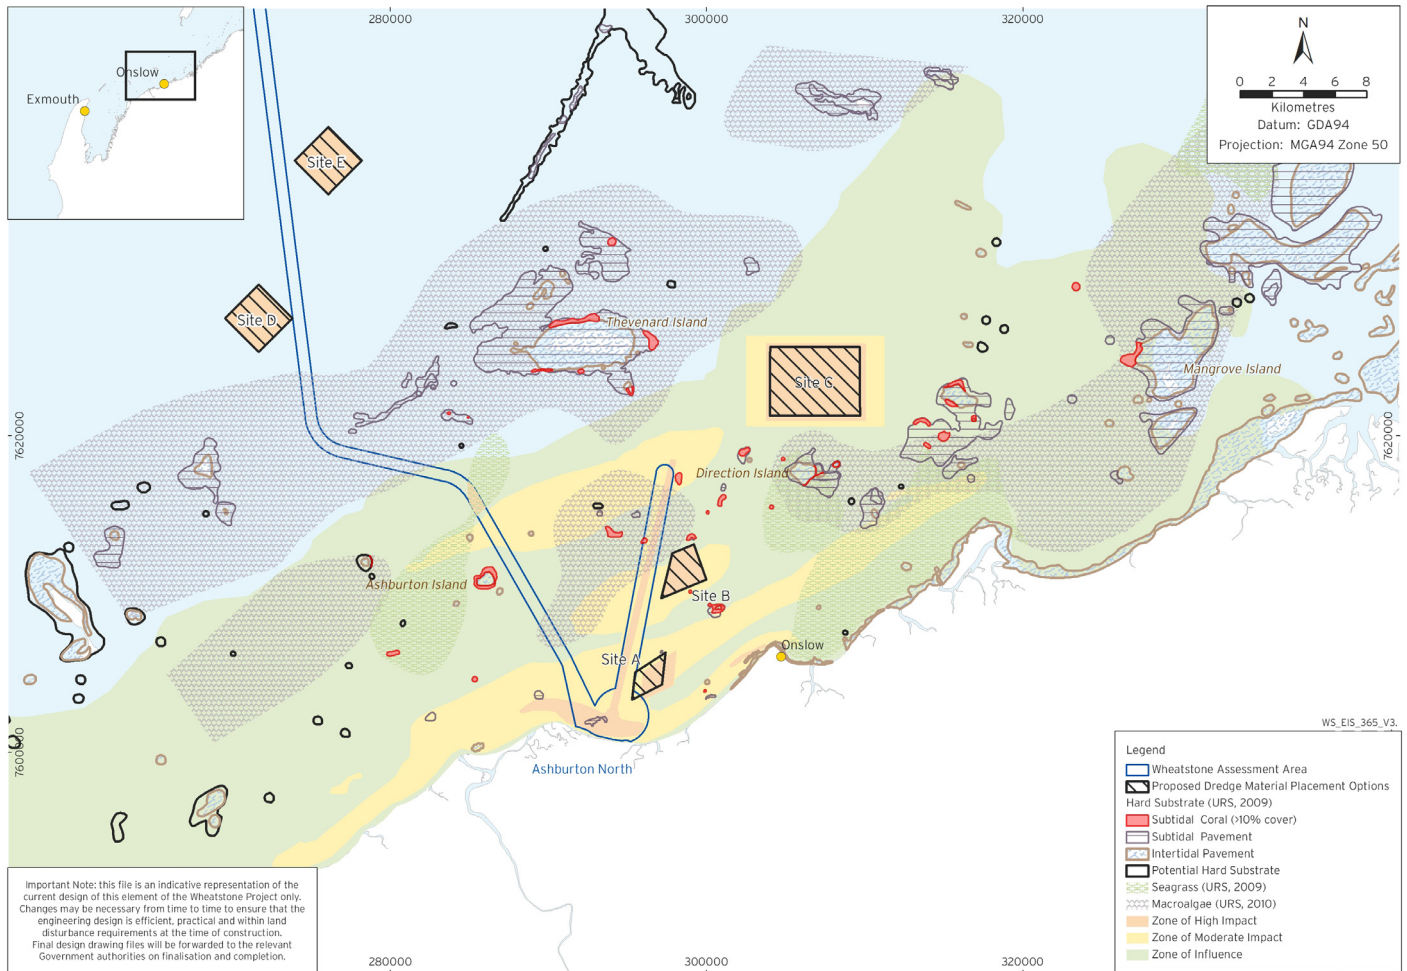 280000
300000
320000
Onslow
Exmouth
N
0 2 4 6 8
Kilometres
Datum: GDA94
Projection: MGA94 Zone 50
Site E
Site D
Thevenard Island
Site C
Mangrove Island
7620000
7620000
Direction Island
Ashburton Island
Site B
Site A
Onslow
7600000
Ashburton North
WS_EIS_365_V3.
Legend
Wheatstone Assessment Area
Proposed Dredge Material Placement Options
Hard Substrate (URS, 2009)
Subtidal Coral (>10% cover)
Subtidal Pavement
Intertidal Pavement
Potential Hard Substrate
Seagrass (URS, 2009)
Macroalgae (URS, 2010)
Zone of High Impact
Zone of Moderate Impact
Zone of Influence
Important Note: this file is an indicative representation of the
current design of this element of the Wheatstone Project only.
Changes may be necessary from time to time to ensure that the
engineering design is efficient, practical and within land
disturbance requirements at the time of construction.
Final design drawing files will be forwarded to the relevant
Government authorities on finalisation and completion.
280000
300000
320000